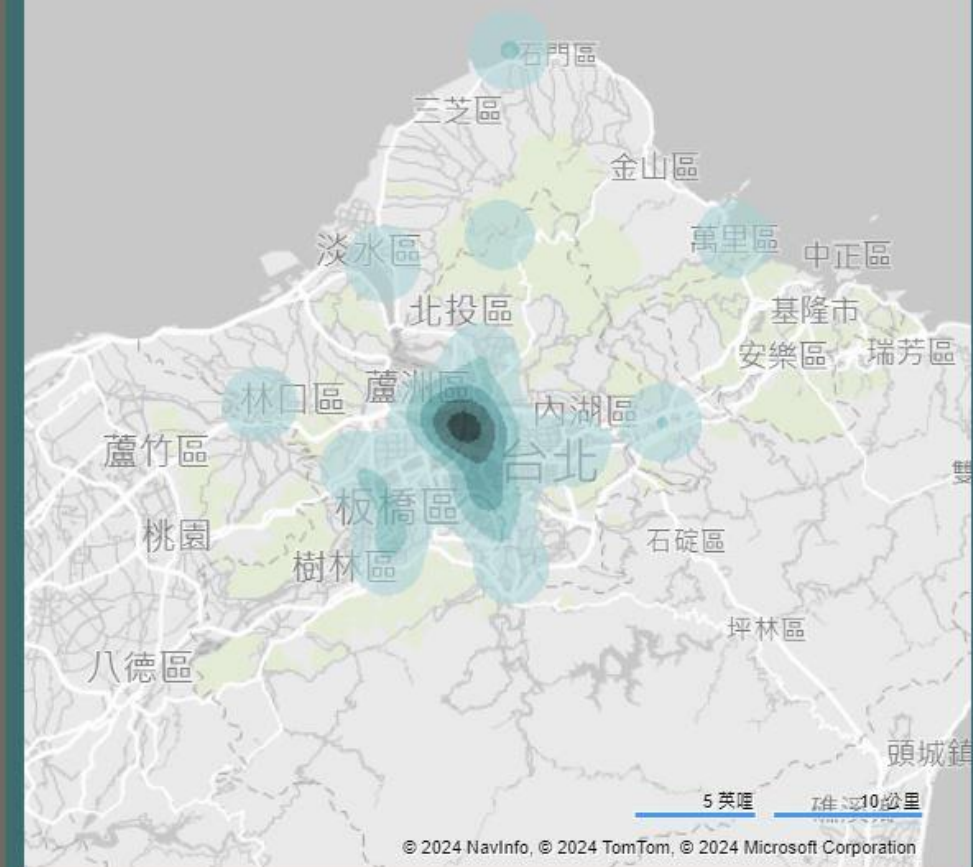 石門區
三芝區
金山區
淡水區
萬里區
中正區
北投區
基隆市
安樂區
瑞芳區
蘆洲區
林口區
內湖區
蘆竹區
台北
雙
板橋區
桃園
石碇區
樹林區
坪林區
八德區
頭城鎮
5 英哩
10 公里
© 2024 NavInfo, © 2024 TomTom, © 2024 Microsoft Corporation